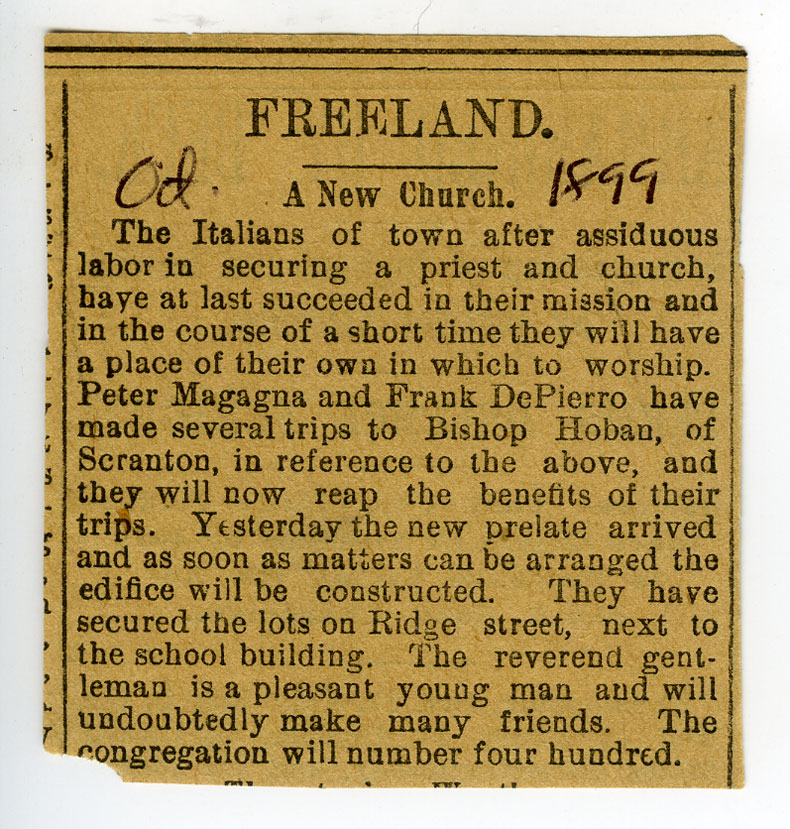 FREELAND.
Od. A New Church. 1899
The Italians of town after assiduous
labor in securing a priest and church,
have at last succeeded in their mission and
in the course of a short time they will have
a place of their own in which to worship.
Peter Magagna and Frank DePierro have
made several trips to Bishop Hoban, of
Scranton, in reference to the above, and
they will now reap the benefits of their
trips. Yesterday the new prelate arrived
and as soon as matters can be arranged the
edifice will be constructed. They have
secured the lots on Ridge street, next to
the school building. The reverend gent-
leman is a pleasant young man and will
undoubtedly make many friends. The
congregation will number four hundred.